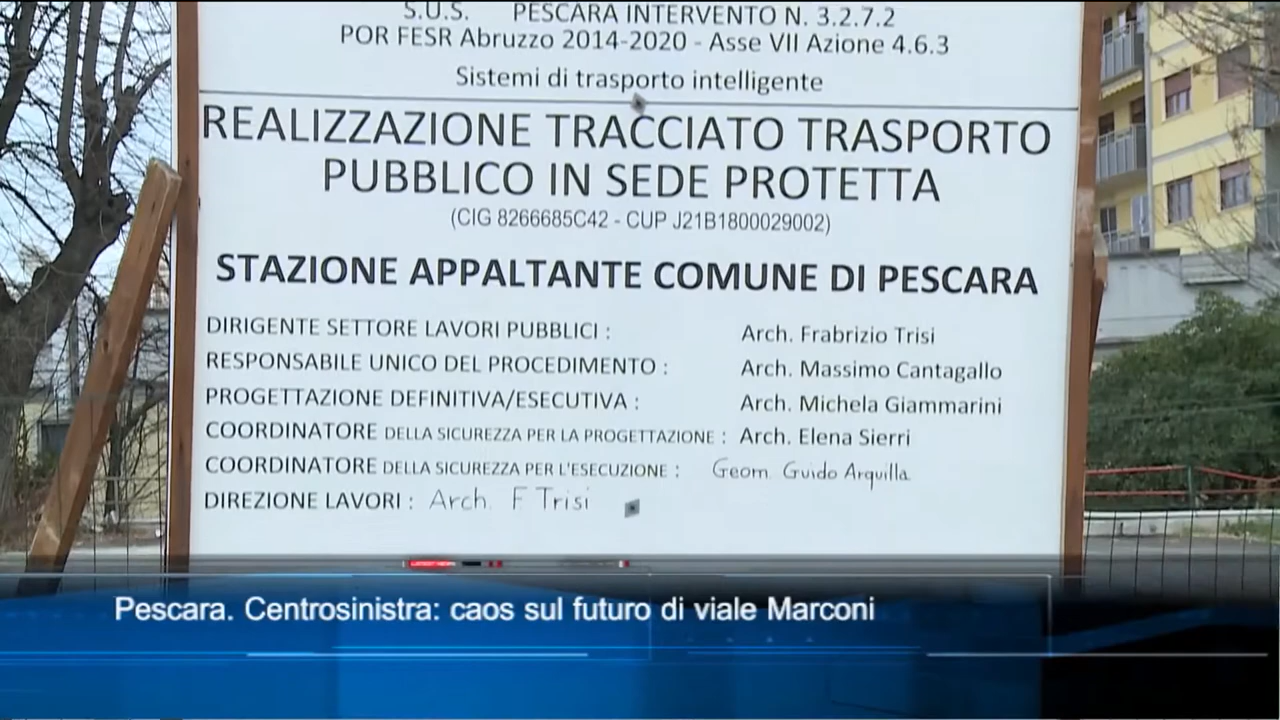 S.U.S. PESCARA INTERVENTO N. 3.2.7.2
POR FESR Abruzzo 2014-2020 - Asse VII Azione 4.6.3
Sistemi di trasporto intelligente
REALIZZAZIONE TRACCIATO TRASPORTO
PUBBLICO IN SEDE PROTETTA
(CIG 8266685C42 - CUP J21B1800029002)
STAZIONE APPALTANTE COMUNE DI PESCARA
DIRIGENTE SETTORE LAVORI PUBBLICI : Arch. Frabrizio Trisi
RESPONSABILE UNICO DEL PROCEDIMENTO : Arch. Massimo Cantagallo
PROGETTAZIONE DEFINITIVA/ESECUTIVA : Arch. Michela Giammarini
COORDINATORE DELLA SICUREZZA PER LA PROGETTAZIONE : Arch. Elena Sierri
COORDINATORE DELLA SICUREZZA PER L'ESECUZIONE : Geom. Guido Arquilla
DIREZIONE LAVORI : Arch. F Trisi
LATEST NEWS
Pescara. Centrosinistra: caos sul futuro di viale Marconi